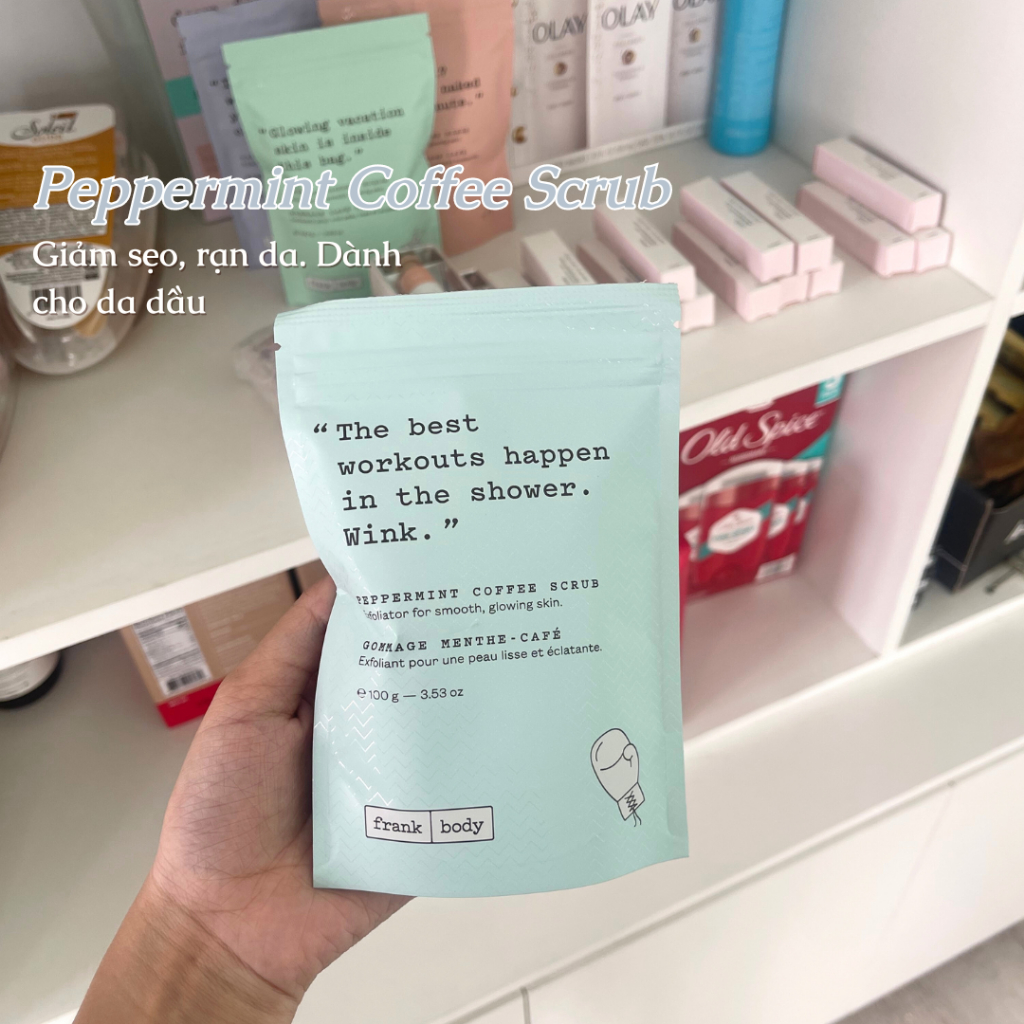 OLAY
OLAY
"Glowing vacation
skin is inside
this bag."
naked
Peppermint Coffee Scrub
Giảm sẹo, rạn da. Dành
cho da dầu
“The best
workouts happen
in the shower.
Wink.”
PEPPERMINT COFFEE SCRUB
Exfoliator for smooth, glowing skin.
GOMMAGE MENTHE-CAFÉ
Exfoliant pour une peau lisse et éclatante.
℮ 100 g — 3.53 oz
frank body
Old Spice